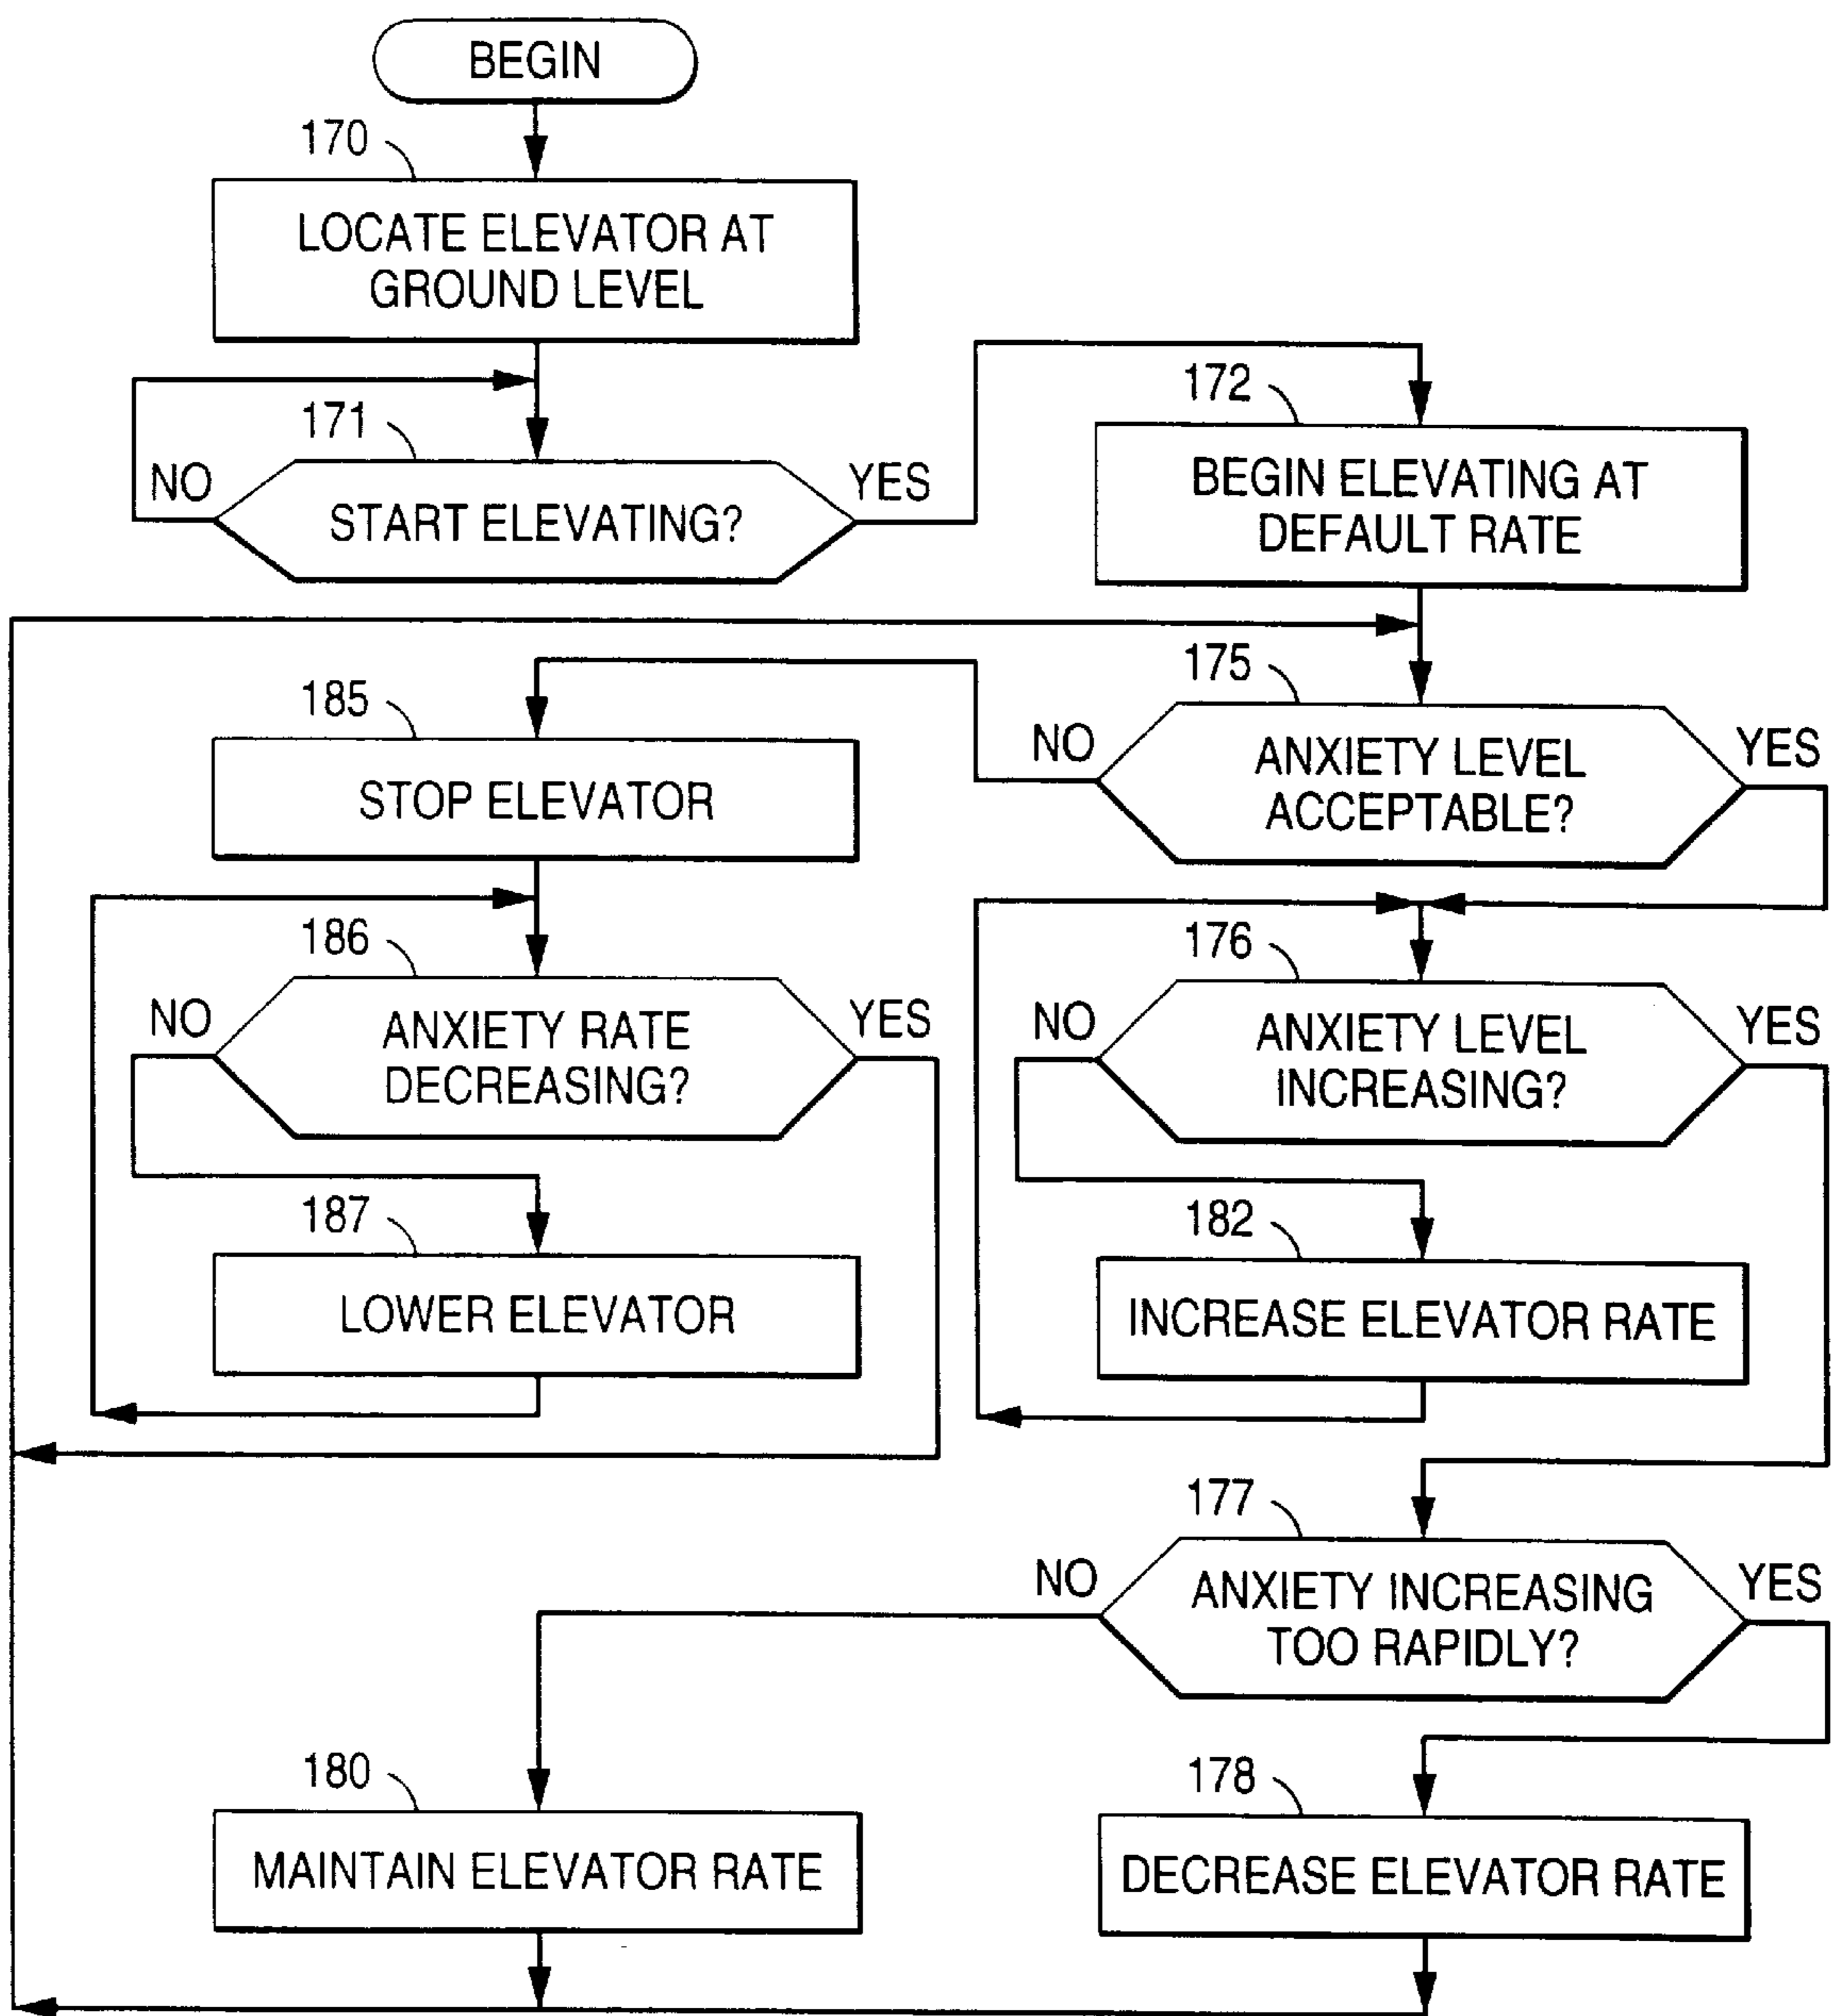 BEGIN
170
LOCATE ELEVATOR AT
GROUND LEVEL
171
NO
START ELEVATING?
YES
172
BEGIN ELEVATING AT
DEFAULT RATE
175
NO
ANXIETY LEVEL
ACCEPTABLE?
YES
185
STOP ELEVATOR
186
NO
ANXIETY RATE
DECREASING?
YES
176
NO
ANXIETY LEVEL
INCREASING?
YES
187
LOWER ELEVATOR
182
INCREASE ELEVATOR RATE
177
NO
ANXIETY INCREASING
TOO RAPIDLY?
YES
180
MAINTAIN ELEVATOR RATE
178
DECREASE ELEVATOR RATE